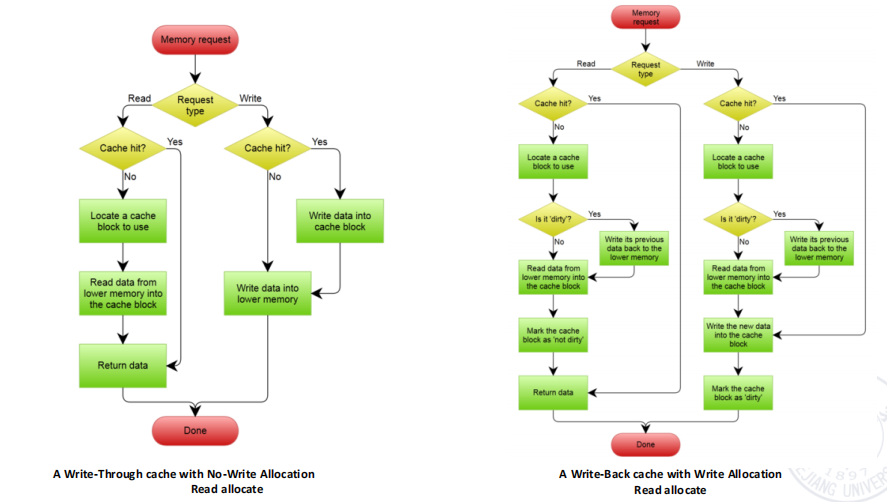 Memory request
Request
type
Read
Write
Cache hit?
Yes
No
Locate a cache
block to use
Read data from
lower memory into
the cache block
Return data
Cache hit?
Yes
No
Write data into
cache block
Write data into
lower memory
Done
A Write-Through cache with No-Write Allocation
Read allocate
Memory
request
Request
type
Read
Write
Cache hit?
Yes
No
Locate a cache
block to use
Is it 'dirty'?
Yes
No
Write its previous
data back to the
lower memory
Read data from
lower memory into
the cache block
Mark the cache
block as 'not dirty'
Return data
Cache hit?
Yes
No
Locate a cache
block to use
Is it 'dirty'?
Yes
No
Write its previous
data back to the
lower memory
Read data from
lower memory into
the cache block
Write the new data
into the cache
block
Mark the cache
block as 'dirty'
Done
A Write-Back cache with Write Allocation
Read allocate
1897
JIANG UNIVER